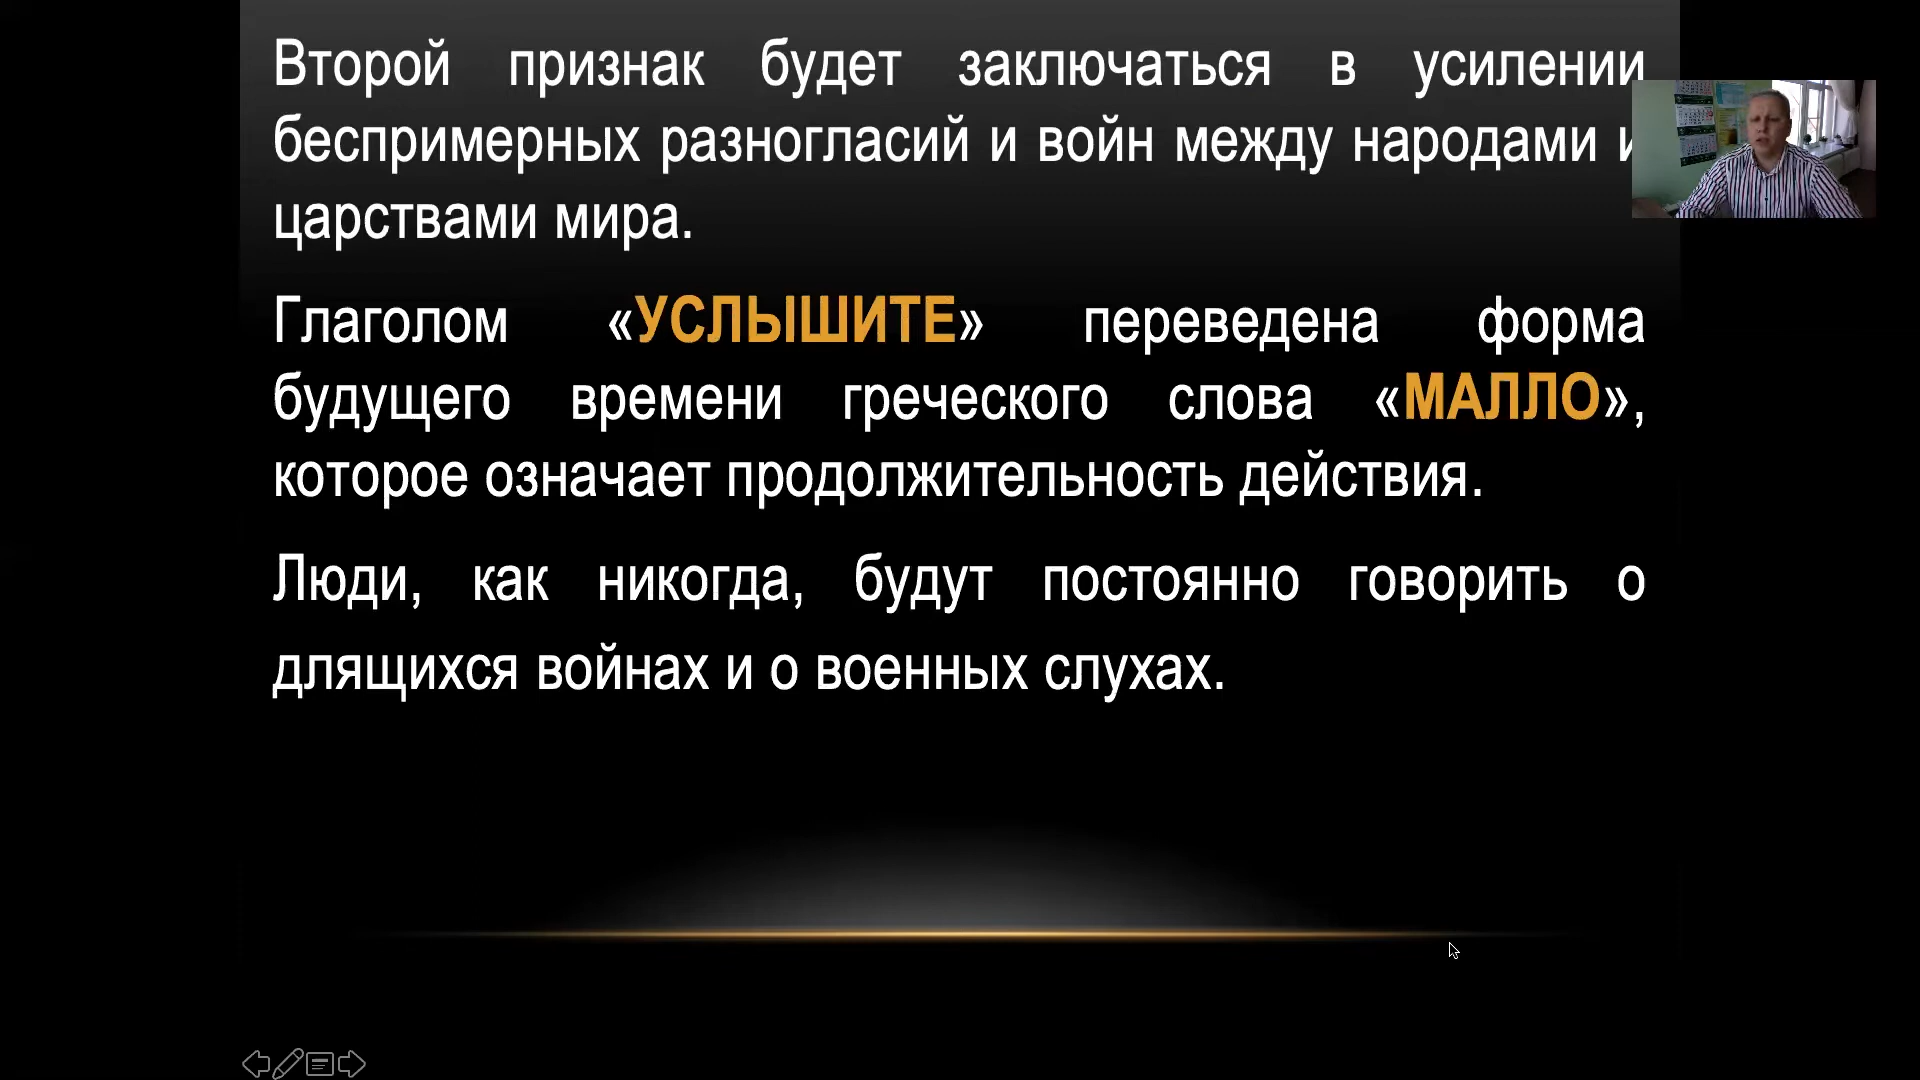 Второй признак будет заключаться в усилении
беспримерных разногласий и войн между народами и
царствами мира.
Глаголом «УСЛЫШИТЕ» переведена форма
будущего времени греческого слова «МАЛЛО»,
которое означает продолжительность действия.
Люди, как никогда, будут постоянно говорить о
длящихся войнах и о военных слухах.